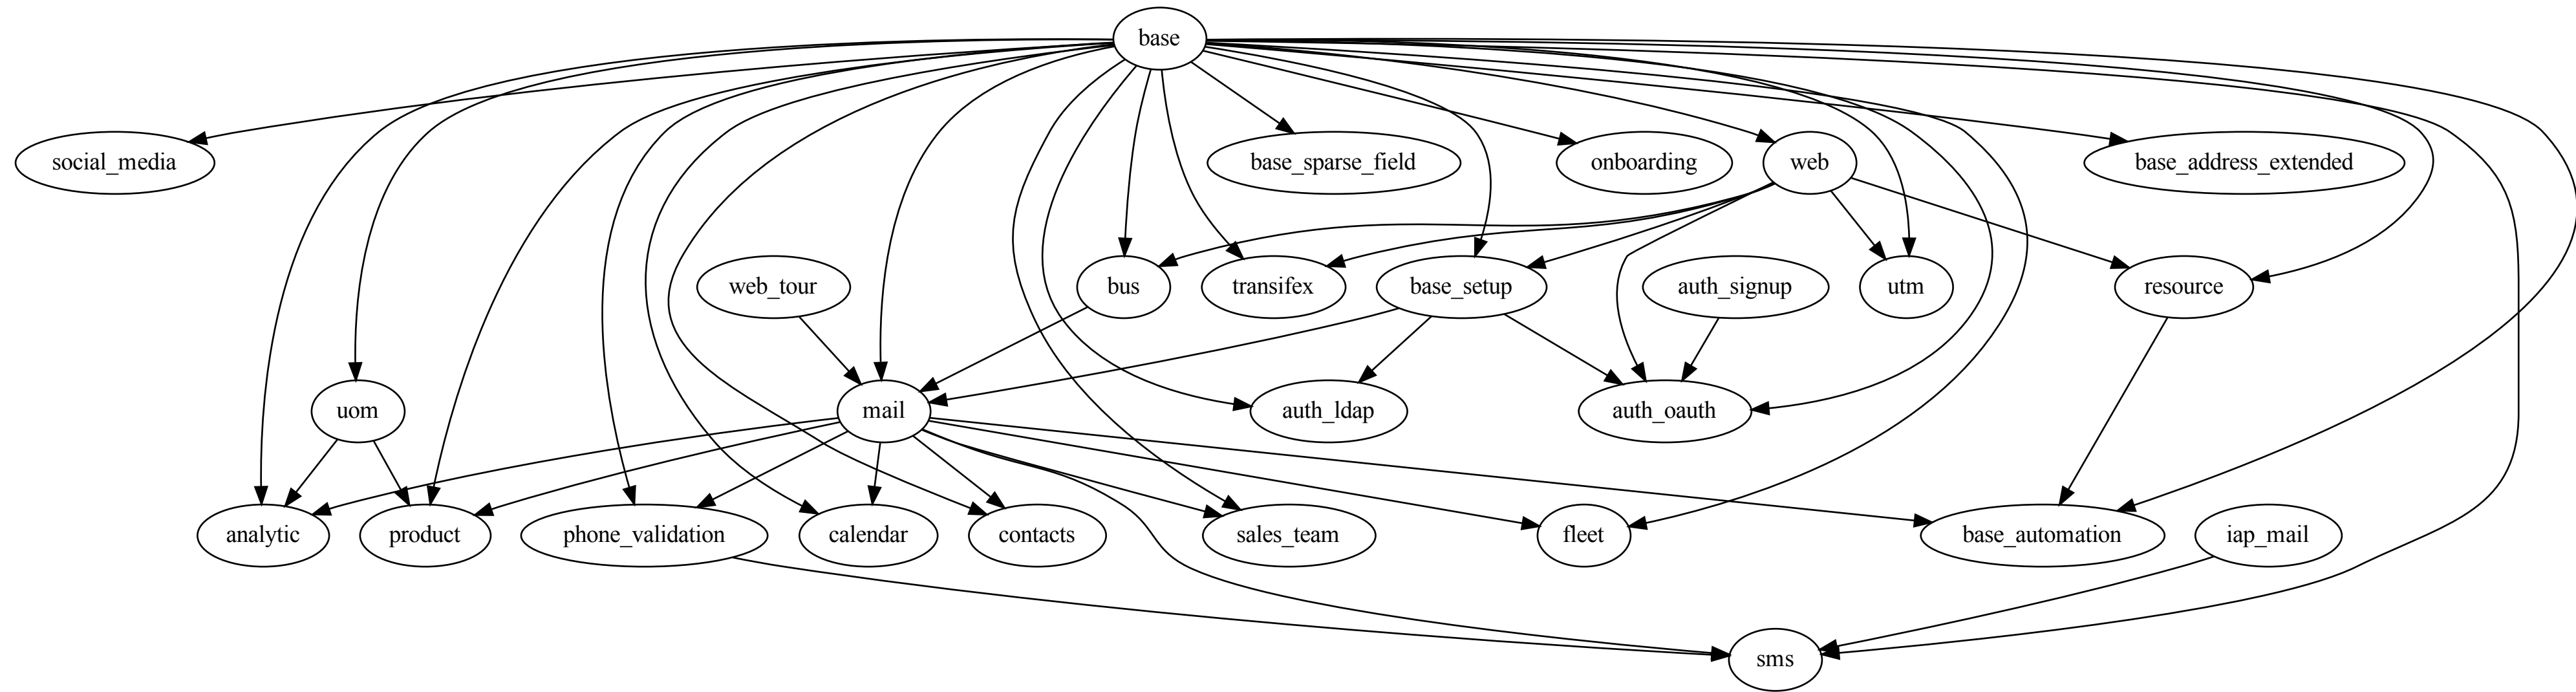 base
social_media
base_sparse_field
onboarding
web
base_address_extended
web_tour
bus
transifex
base_setup
auth_signup
utm
resource
uom
mail
auth_ldap
auth_oauth
analytic
product
phone_validation
calendar
contacts
sales_team
fleet
base_automation
iap_mail
sms